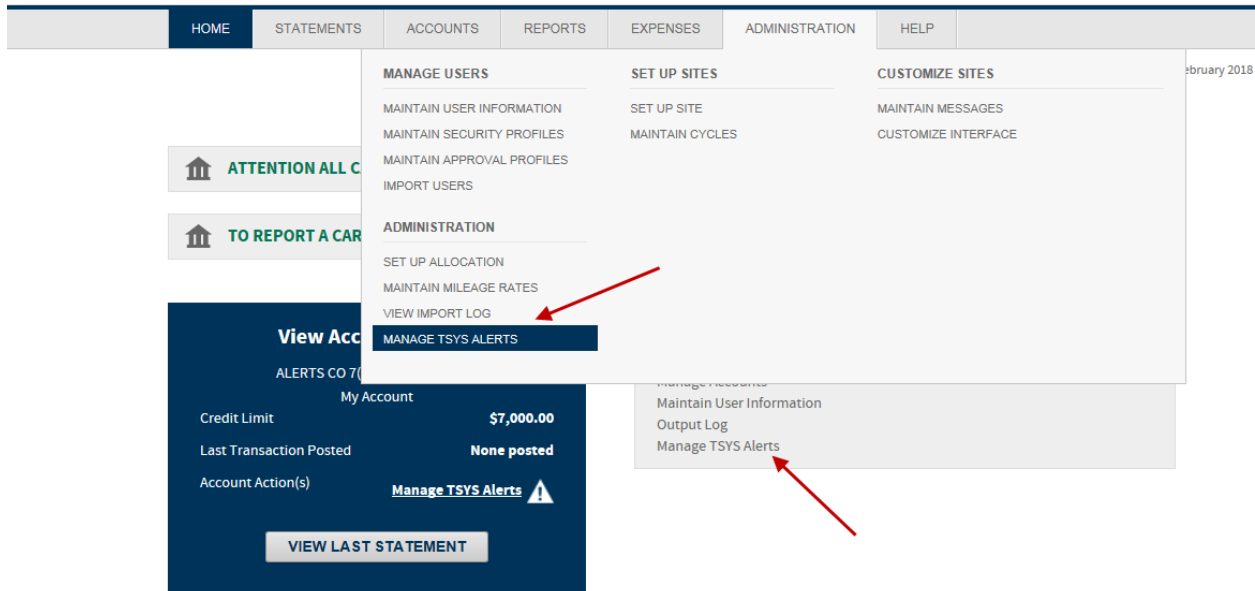 HOME STATEMENTS ACCOUNTS REPORTS EXPENSES ADMINISTRATION HELP
ebruary 2018
MANAGE USERS
MAINTAIN USER INFORMATION
MAINTAIN SECURITY PROFILES
MAINTAIN APPROVAL PROFILES
IMPORT USERS
ADMINISTRATION
SET UP ALLOCATION
MAINTAIN MILEAGE RATES
VIEW IMPORT LOG
MANAGE TSYS ALERTS
SET UP SITES
SET UP SITE
MAINTAIN CYCLES
CUSTOMIZE SITES
MAINTAIN MESSAGES
CUSTOMIZE INTERFACE
ATTENTION ALL C
TO REPORT A CAR
View Acc
ALERTS CO 7(
My Account
Credit Limit $7,000.00
Last Transaction Posted None posted
Account Action(s) Manage TSYS Alerts
VIEW LAST STATEMENT
Manage Accounts
Maintain User Information
Output Log
Manage TSYS Alerts